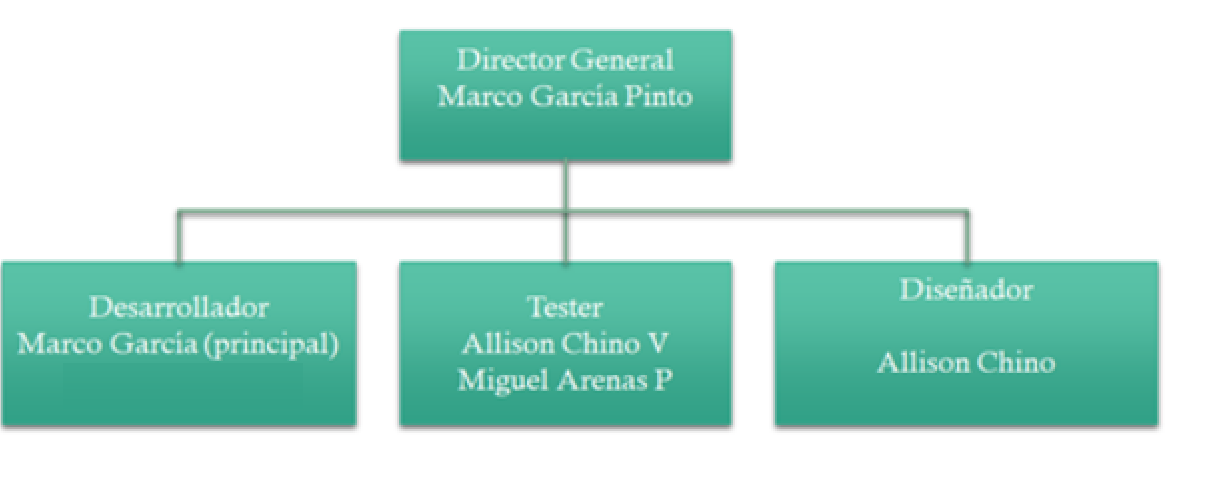 Director General
Marco García Pinto
Desarrollador
Marco García (principal)
Tester
Allison Chino V
Miguel Arenas P
Diseñador
Allison Chino